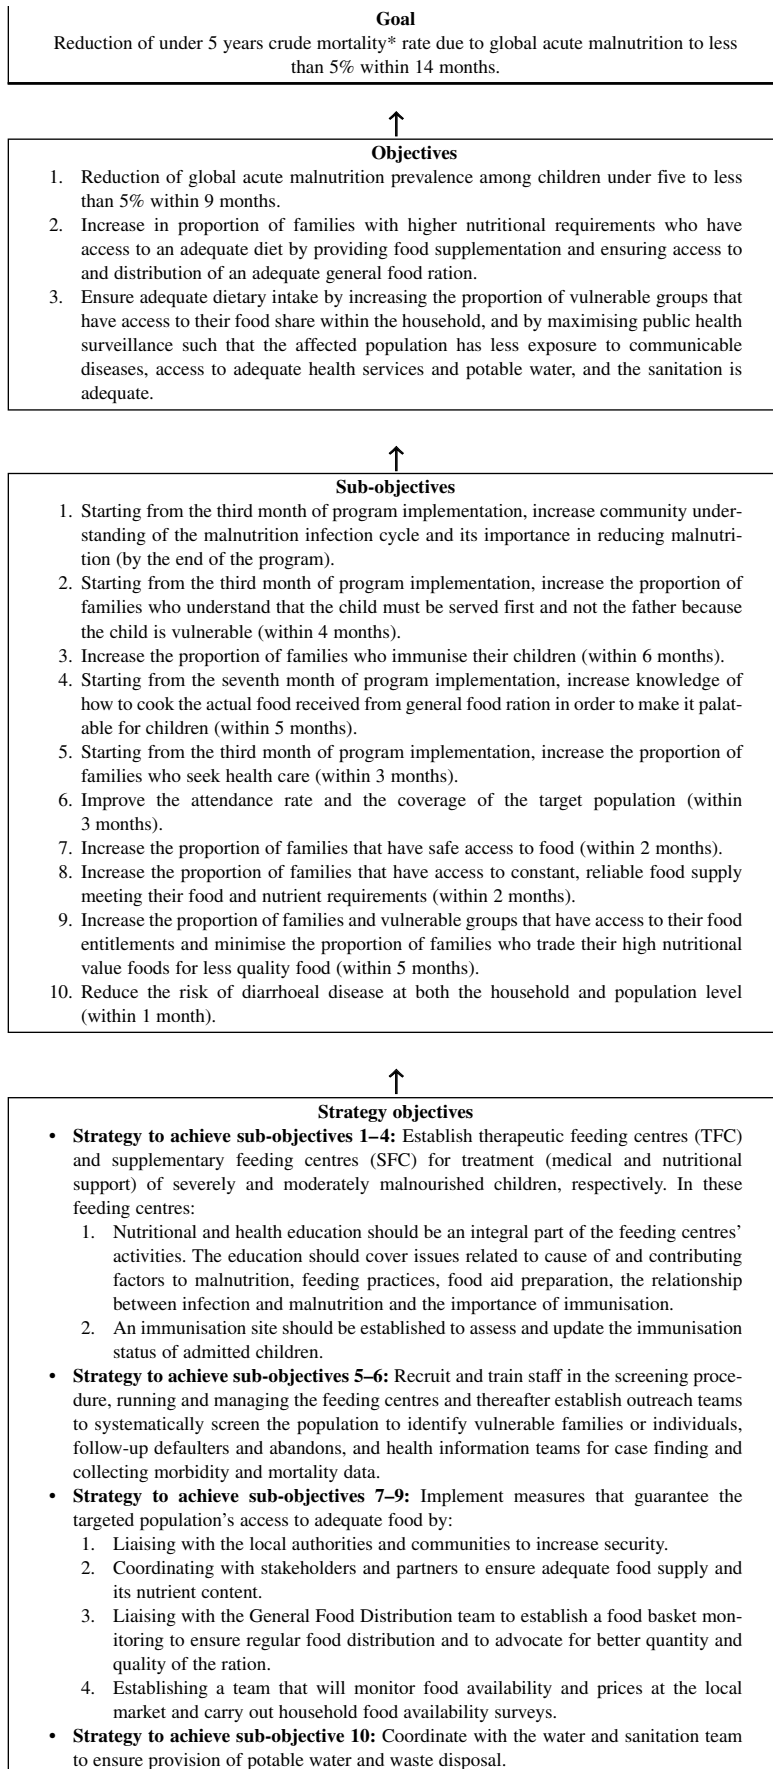 Goal
Reduction of under 5 years crude mortality* rate due to global acute malnutrition to less
than 5% within 14 months.
↑
Objectives
1. Reduction of global acute malnutrition prevalence among children under five to less
than 5% within 9 months.
2. Increase in proportion of families with higher nutritional requirements who have
access to an adequate diet by providing food supplementation and ensuring access to
and distribution of an adequate general food ration.
3. Ensure adequate dietary intake by increasing the proportion of vulnerable groups that
have access to their food share within the household, and by maximising public health
surveillance such that the affected population has less exposure to communicable
diseases, access to adequate health services and potable water, and the sanitation is
adequate.
↑
Sub-objectives
1. Starting from the third month of program implementation, increase community under-
standing of the malnutrition infection cycle and its importance in reducing malnutri-
tion (by the end of the program).
2. Starting from the third month of program implementation, increase the proportion of
families who understand that the child must be served first and not the father because
the child is vulnerable (within 4 months).
3. Increase the proportion of families who immunise their children (within 6 months).
4. Starting from the seventh month of program implementation, increase knowledge of
how to cook the actual food received from general food ration in order to make it palat-
able for children (within 5 months).
5. Starting from the third month of program implementation, increase the proportion of
families who seek health care (within 3 months).
6. Improve the attendance rate and the coverage of the target population (within
3 months).
7. Increase the proportion of families that have safe access to food (within 2 months).
8. Increase the proportion of families that have access to constant, reliable food supply
meeting their food and nutrient requirements (within 2 months).
9. Increase the proportion of families and vulnerable groups that have access to their food
entitlements and minimise the proportion of families who trade their high nutritional
value foods for less quality food (within 5 months).
10. Reduce the risk of diarrhoeal disease at both the household and population level
(within 1 month).
↑
Strategy objectives
• Strategy to achieve sub-objectives 1–4: Establish therapeutic feeding centres (TFC)
and supplementary feeding centres (SFC) for treatment (medical and nutritional
support) of severely and moderately malnourished children, respectively. In these
feeding centres:
1. Nutritional and health education should be an integral part of the feeding centres'
activities. The education should cover issues related to cause of and contributing
factors to malnutrition, feeding practices, food aid preparation, the relationship
between infection and malnutrition and the importance of immunisation.
2. An immunisation site should be established to assess and update the immunisation
status of admitted children.
• Strategy to achieve sub-objectives 5–6: Recruit and train staff in the screening proce-
dure, running and managing the feeding centres and thereafter establish outreach teams
to systematically screen the population to identify vulnerable families or individuals,
follow-up defaulters and abandons, and health information teams for case finding and
collecting morbidity and mortality data.
• Strategy to achieve sub-objectives 7–9: Implement measures that guarantee the
targeted population's access to adequate food by:
1. Liaising with the local authorities and communities to increase security.
2. Coordinating with stakeholders and partners to ensure adequate food supply and
its nutrient content.
3. Liaising with the General Food Distribution team to establish a food basket mon-
itoring to ensure regular food distribution and to advocate for better quantity and
quality of the ration.
4. Establishing a team that will monitor food availability and prices at the local
market and carry out household food availability surveys.
• Strategy to achieve sub-objective 10: Coordinate with the water and sanitation team
to ensure provision of potable water and waste disposal.